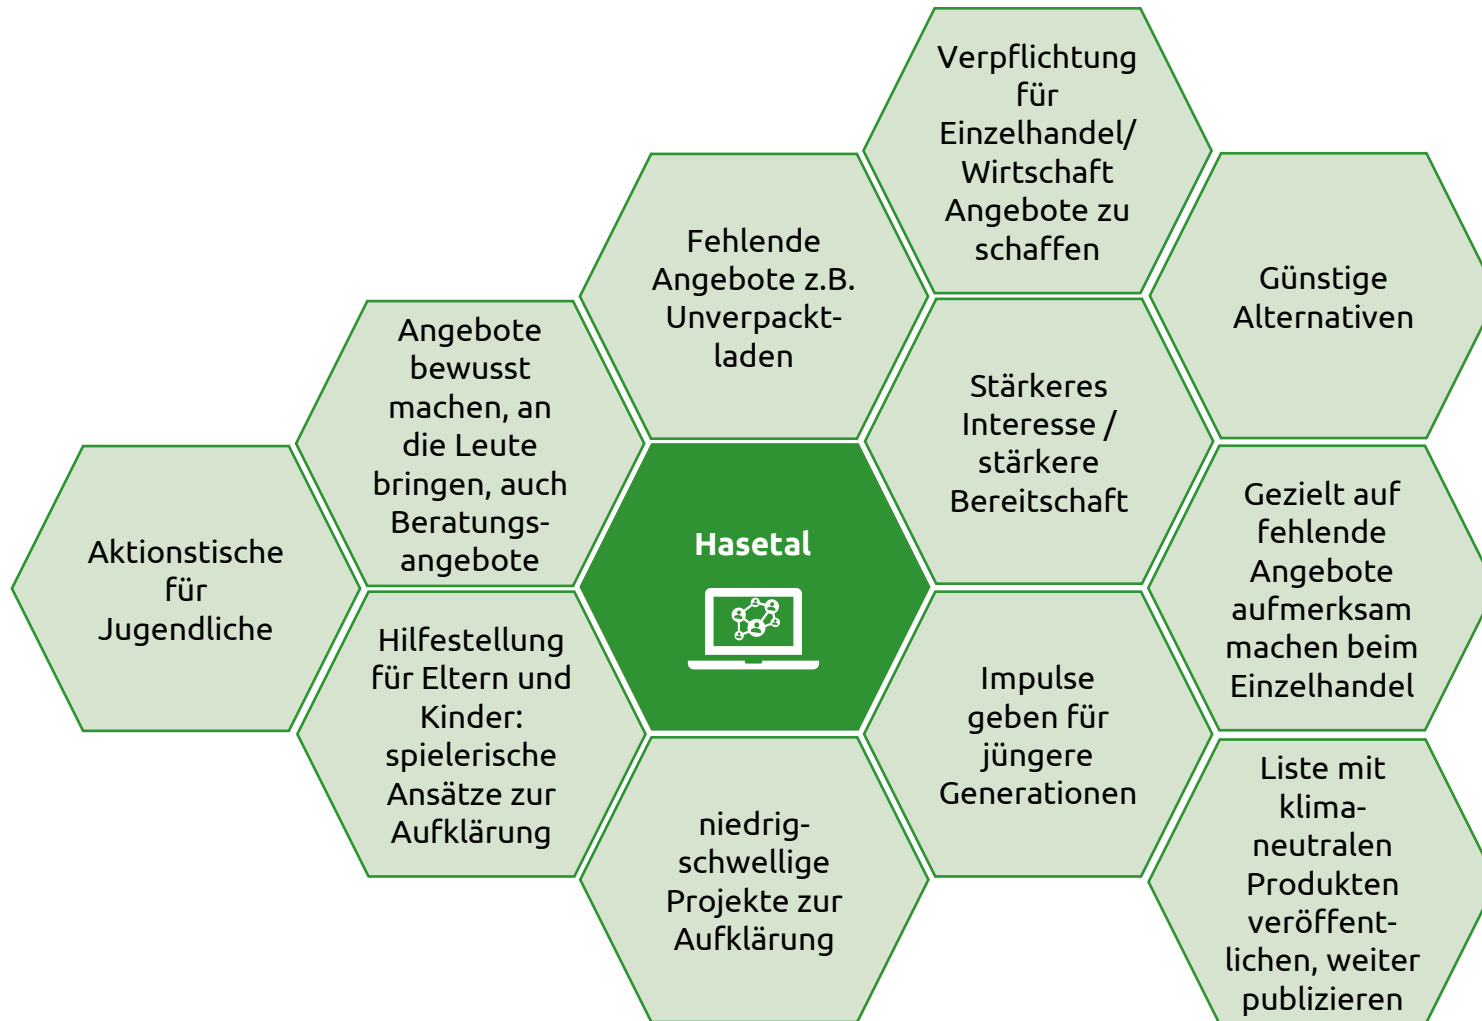 Verpflichtung
für
Einzelhandel/
Wirtschaft
Angebote zu
schaffen
Fehlende
Angebote z.B.
Unverpackt-
laden
Günstige
Alternativen
Angebote
bewusst
machen, an
die Leute
bringen, auch
Beratungs-
angebote
Stärkeres
Interesse /
stärkere
Bereitschaft
Aktionstische
für
Jugendliche
Hasetal
Gezielt auf
fehlende
Angebote
aufmerksam
machen beim
Einzelhandel
Hilfestellung
für Eltern und
Kinder:
spielerische
Ansätze zur
Aufklärung
Impulse
geben für
jüngere
Generationen
niedrig-
schwellige
Projekte zur
Aufklärung
Liste mit
klima-
neutralen
Produkten
veröffent-
lichen, weiter
publizieren